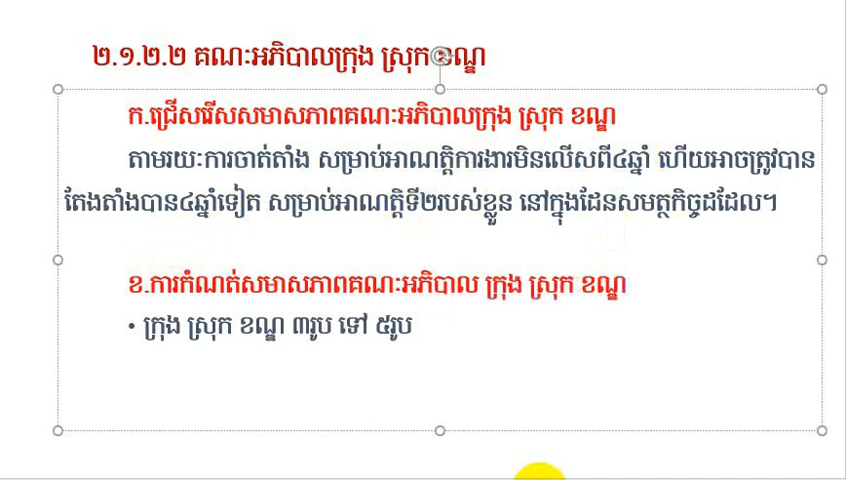 ២.១.២.២ គណៈអភិបាលក្រុង ស្រុក ខណ្ឌ
ក.ជ្រើសរើសសមាសភាពគណៈអភិបាលក្រុង ស្រុក ខណ្ឌ
តាមរយៈការចាត់តាំង សម្រាប់អាណត្តិការងារមិនលើសពី៤ឆ្នាំ ហើយអាចត្រូវបាន
តែងតាំងបាន៤ឆ្នាំទៀត សម្រាប់អាណត្តិទី២របស់ខ្លួន នៅក្នុងដែនសមត្ថកិច្ចដដែល។
ខ.ការកំណត់សមាសភាពគណៈអភិបាល ក្រុង ស្រុក ខណ្ឌ
• ក្រុង ស្រុក ខណ្ឌ ៣រូប ទៅ ៥រូប